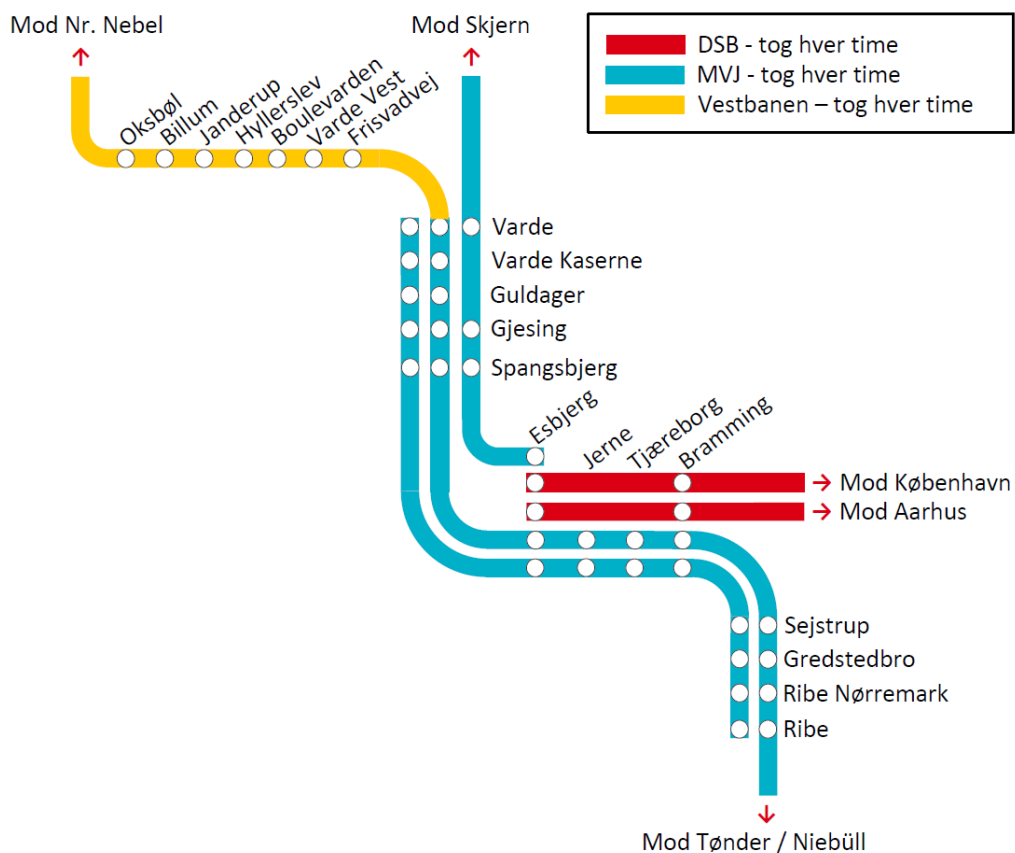 Mod Nr. Nebel
Mod Skjern
DSB - tog hver time
MVJ - tog hver time
Vestbanen – tog hver time
Oksbøl
Billum
Janderup
Hyllerslev
Boulevarden
Varde Vest
Frisvadvej
Varde
Varde Kaserne
Guldager
Gjesing
Spangsbjerg
Esbjerg
Jerne
Tjæreborg
Bramming
→ Mod København
→ Mod Aarhus
Sejstrup
Gredstedbro
Ribe Nørremark
Ribe
Mod Tønder / Niebüll